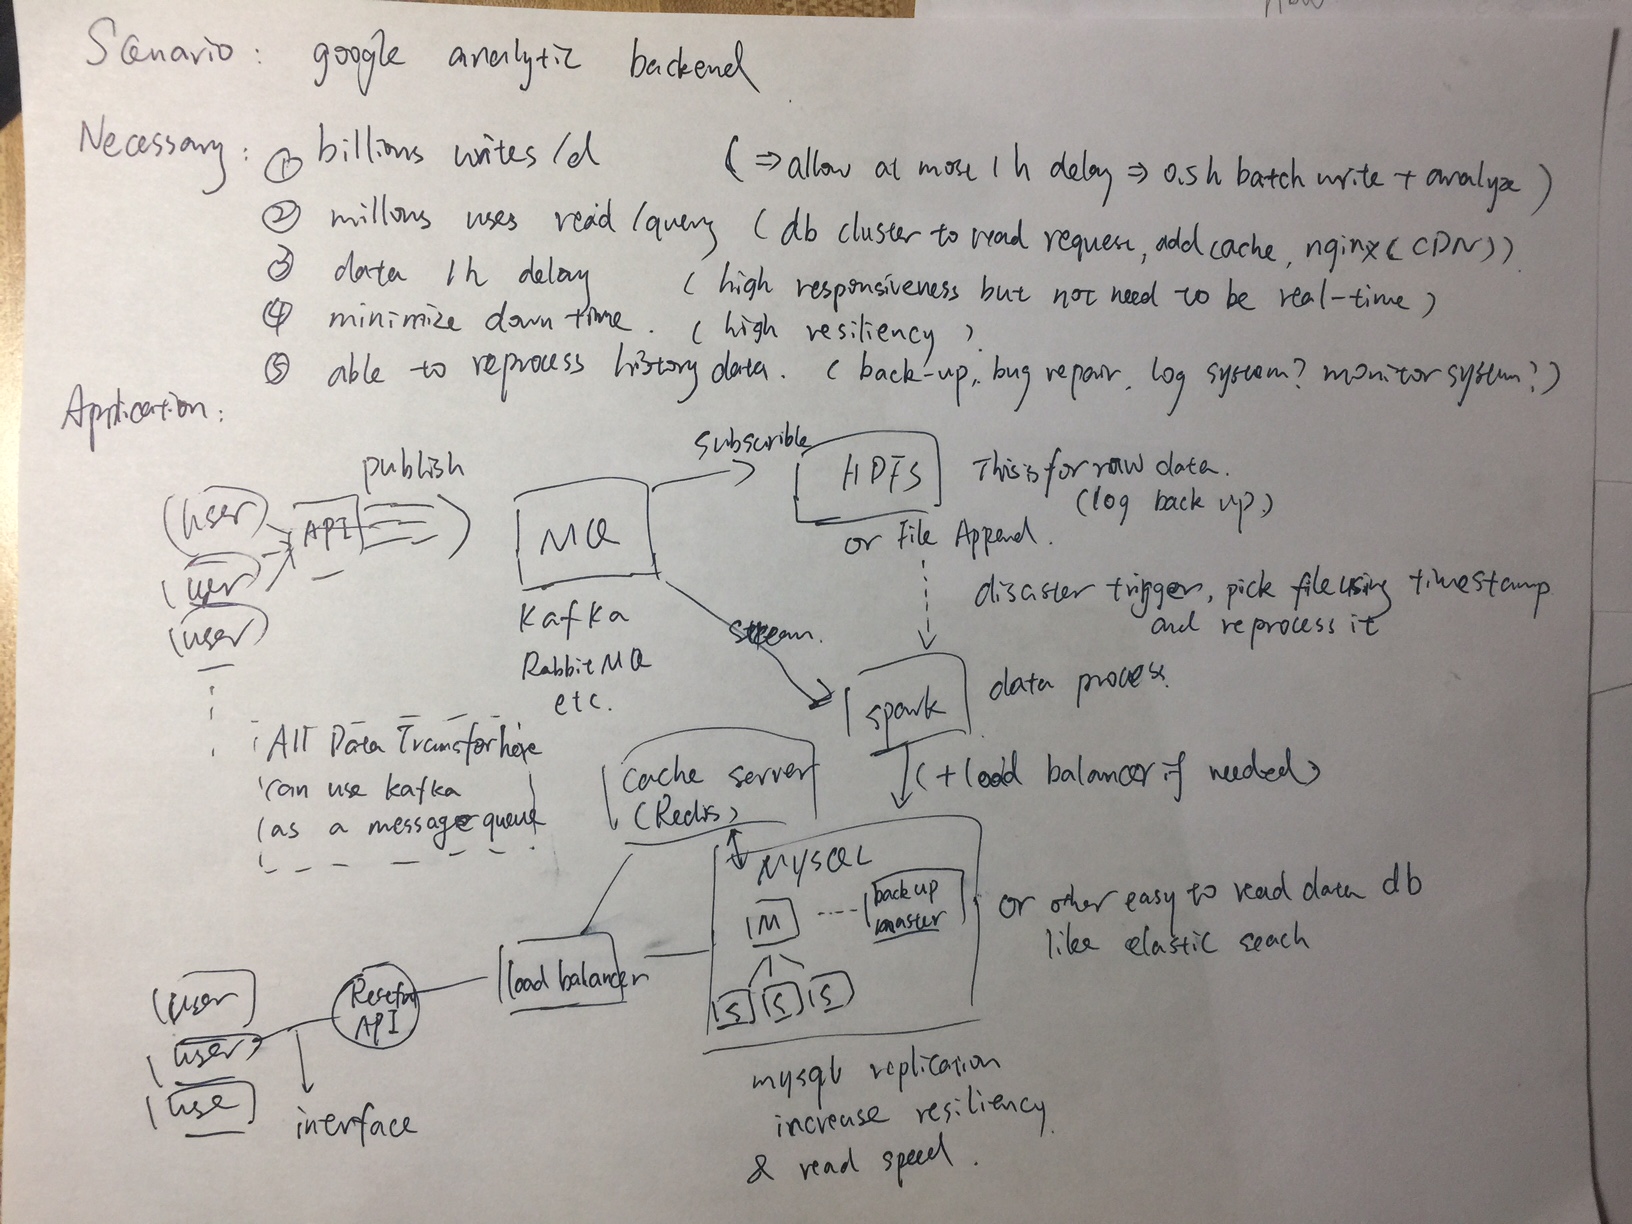 now
Scenario: google analytic backend
Necessary: ① billions writes/d (⇒ allow at most 1h delay ⇒ 0.5h batch write + analyze)
② millons uses read/query (db cluster to read request, add cache, nginx (CDN))
③ data 1h delay (high responsiveness but not need to be real-time)
④ minimize down time. (high resiliency)
⑤ able to reprocess history data. (back-up, bug repair, log system? monitor system?)
Application:
publish
subscrible
user
user
user
API
MQ
Kafka
Rabbit MQ
etc.
HDFS
or File Append.
This is for raw data.
(log back up)
disaster trigger, pick file using timestamp
and reprocess it
stream.
spark
data process.
All Data Transfor here
can use kafka
as a message queue
cache server
(Redis)
(+ load balancer if needed)
MYSQL
M
back up
master
S S S
or other easy to read data db
like elastic seach
load balancer
Restful
API
user
user
use
interface
mysql replication
increase resiliency
& read speed.